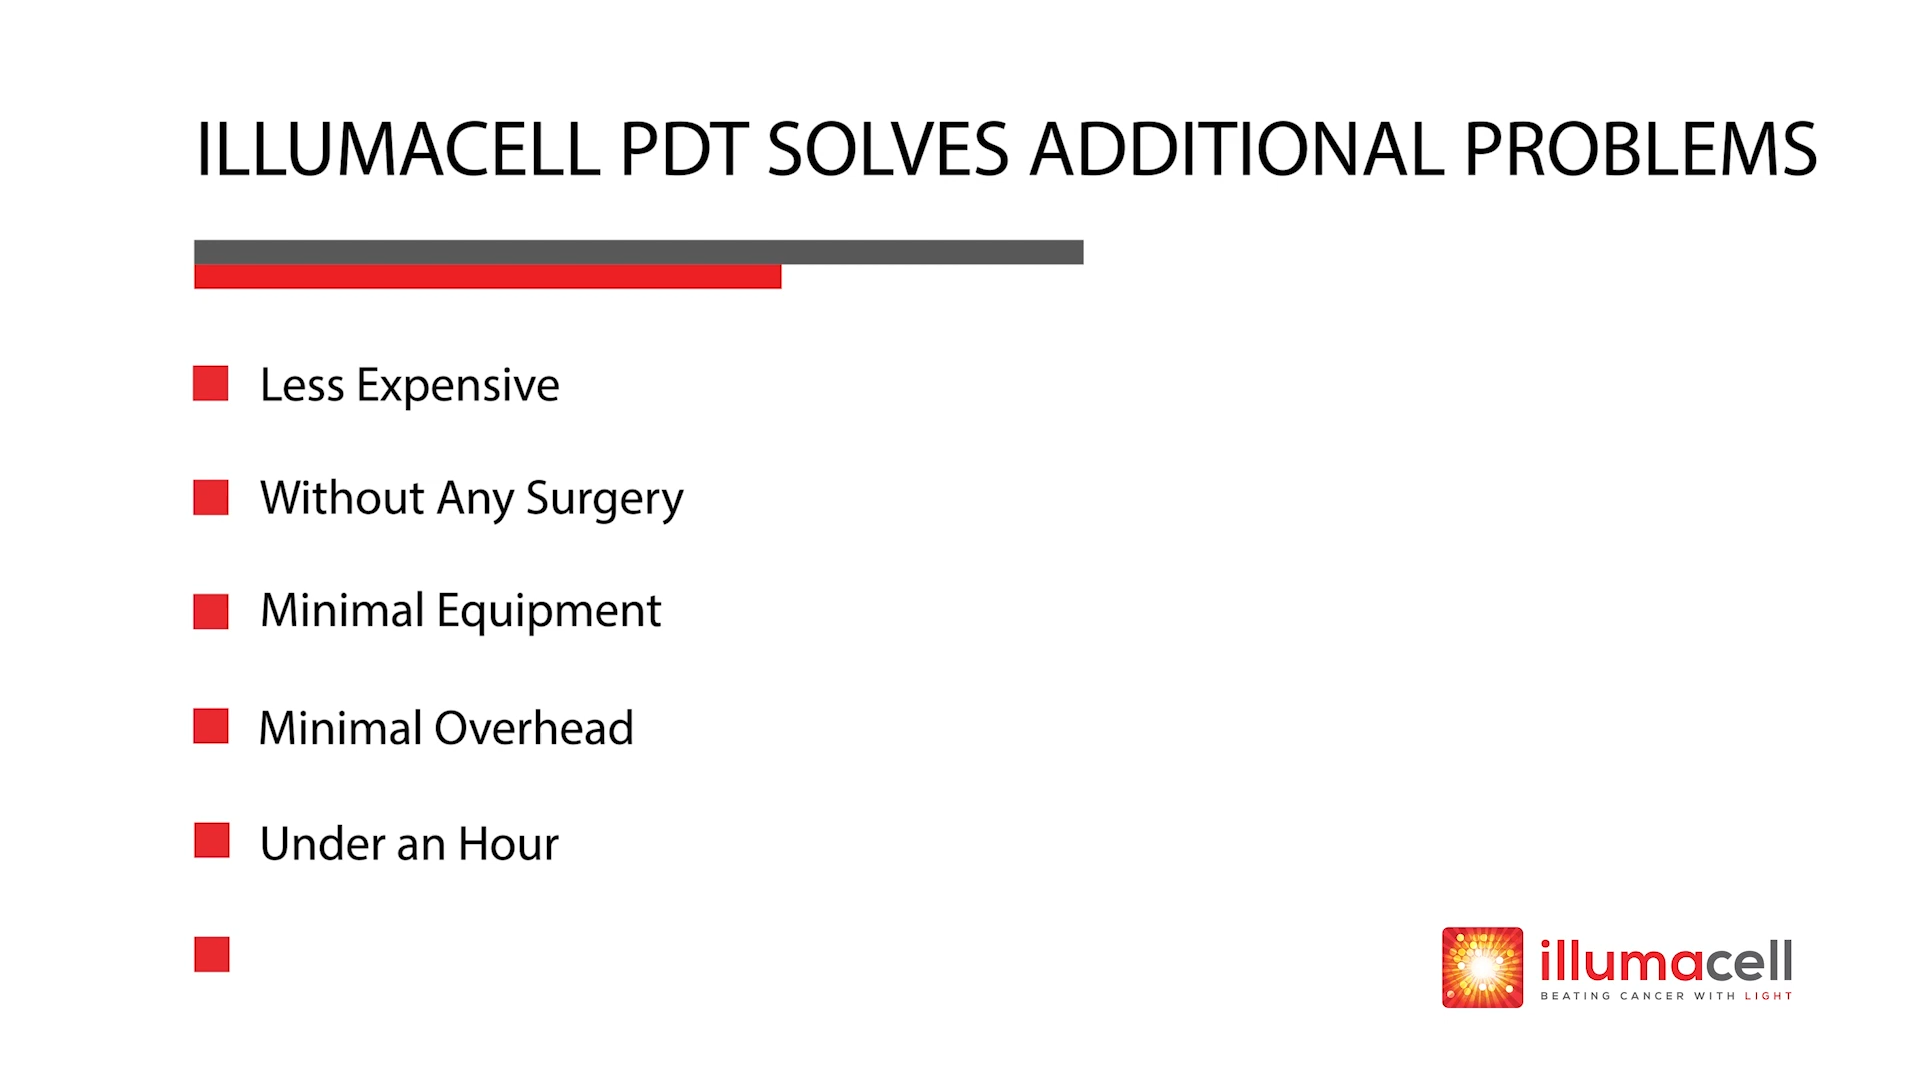 ILLUMACELL PDT SOLVES ADDITIONAL PROBLEMS
Less Expensive
Without Any Surgery
Minimal Equipment
Minimal Overhead
Under an Hour
illumacell
BEATING CANCER WITH LIGHT